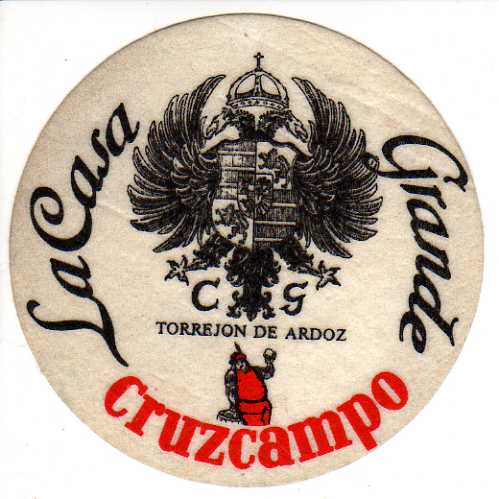 La Casa Grande
C G
TORREJON DE ARDOZ
cruzcampo